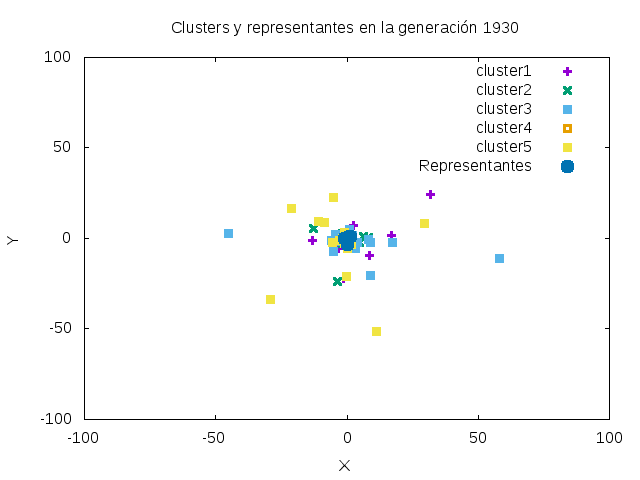 Clusters y representantes en la generación 1930
100
50
0
-50
-100
-100
-50
0
50
100
Y
X
cluster1
cluster2
cluster3
cluster4
cluster5
Representantes